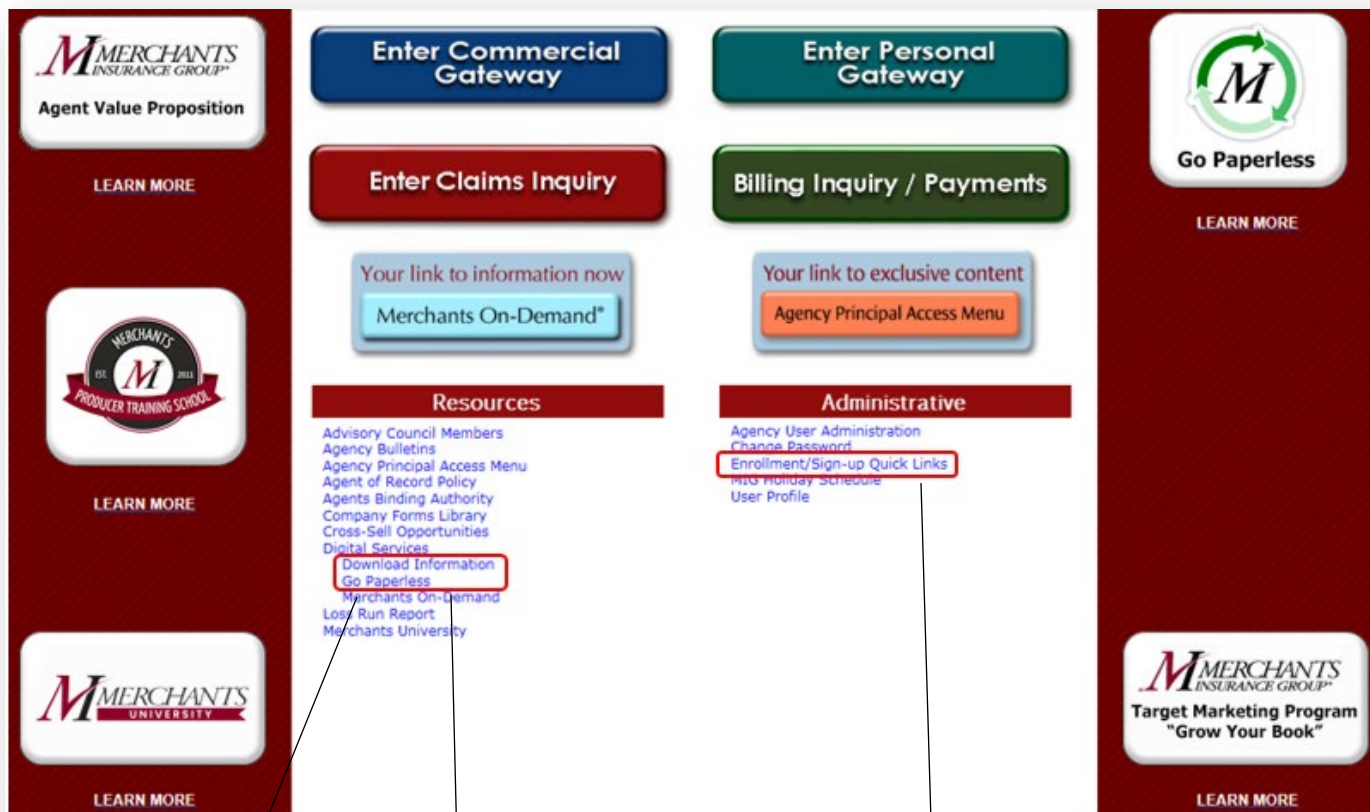 MERCHANTS
INSURANCE GROUP
Agent Value Proposition
LEARN MORE
MERCHANTS
EST. M 2011
PRODUCER TRAINING SCHOOL
LEARN MORE
MERCHANTS
UNIVERSITY
LEARN MORE
Enter Commercial
Gateway
Enter Personal
Gateway
Enter Claims Inquiry
Billing Inquiry / Payments
Your link to information now
Merchants On-Demand®
Your link to exclusive content
Agency Principal Access Menu
Resources
Advisory Council Members
Agency Bulletins
Agency Principal Access Menu
Agent of Record Policy
Agents Binding Authority
Company Forms Library
Cross-Sell Opportunities
Digital Services
Download Information
Go Paperless
Merchants On-Demand
Loss Run Report
Merchants University
Administrative
Agency User Administration
Change Password
Enrollment/Sign-up Quick Links
MIG Holiday Schedule
User Profile
M
Go Paperless
LEARN MORE
MERCHANTS
INSURANCE GROUP
Target Marketing Program
"Grow Your Book"
LEARN MORE